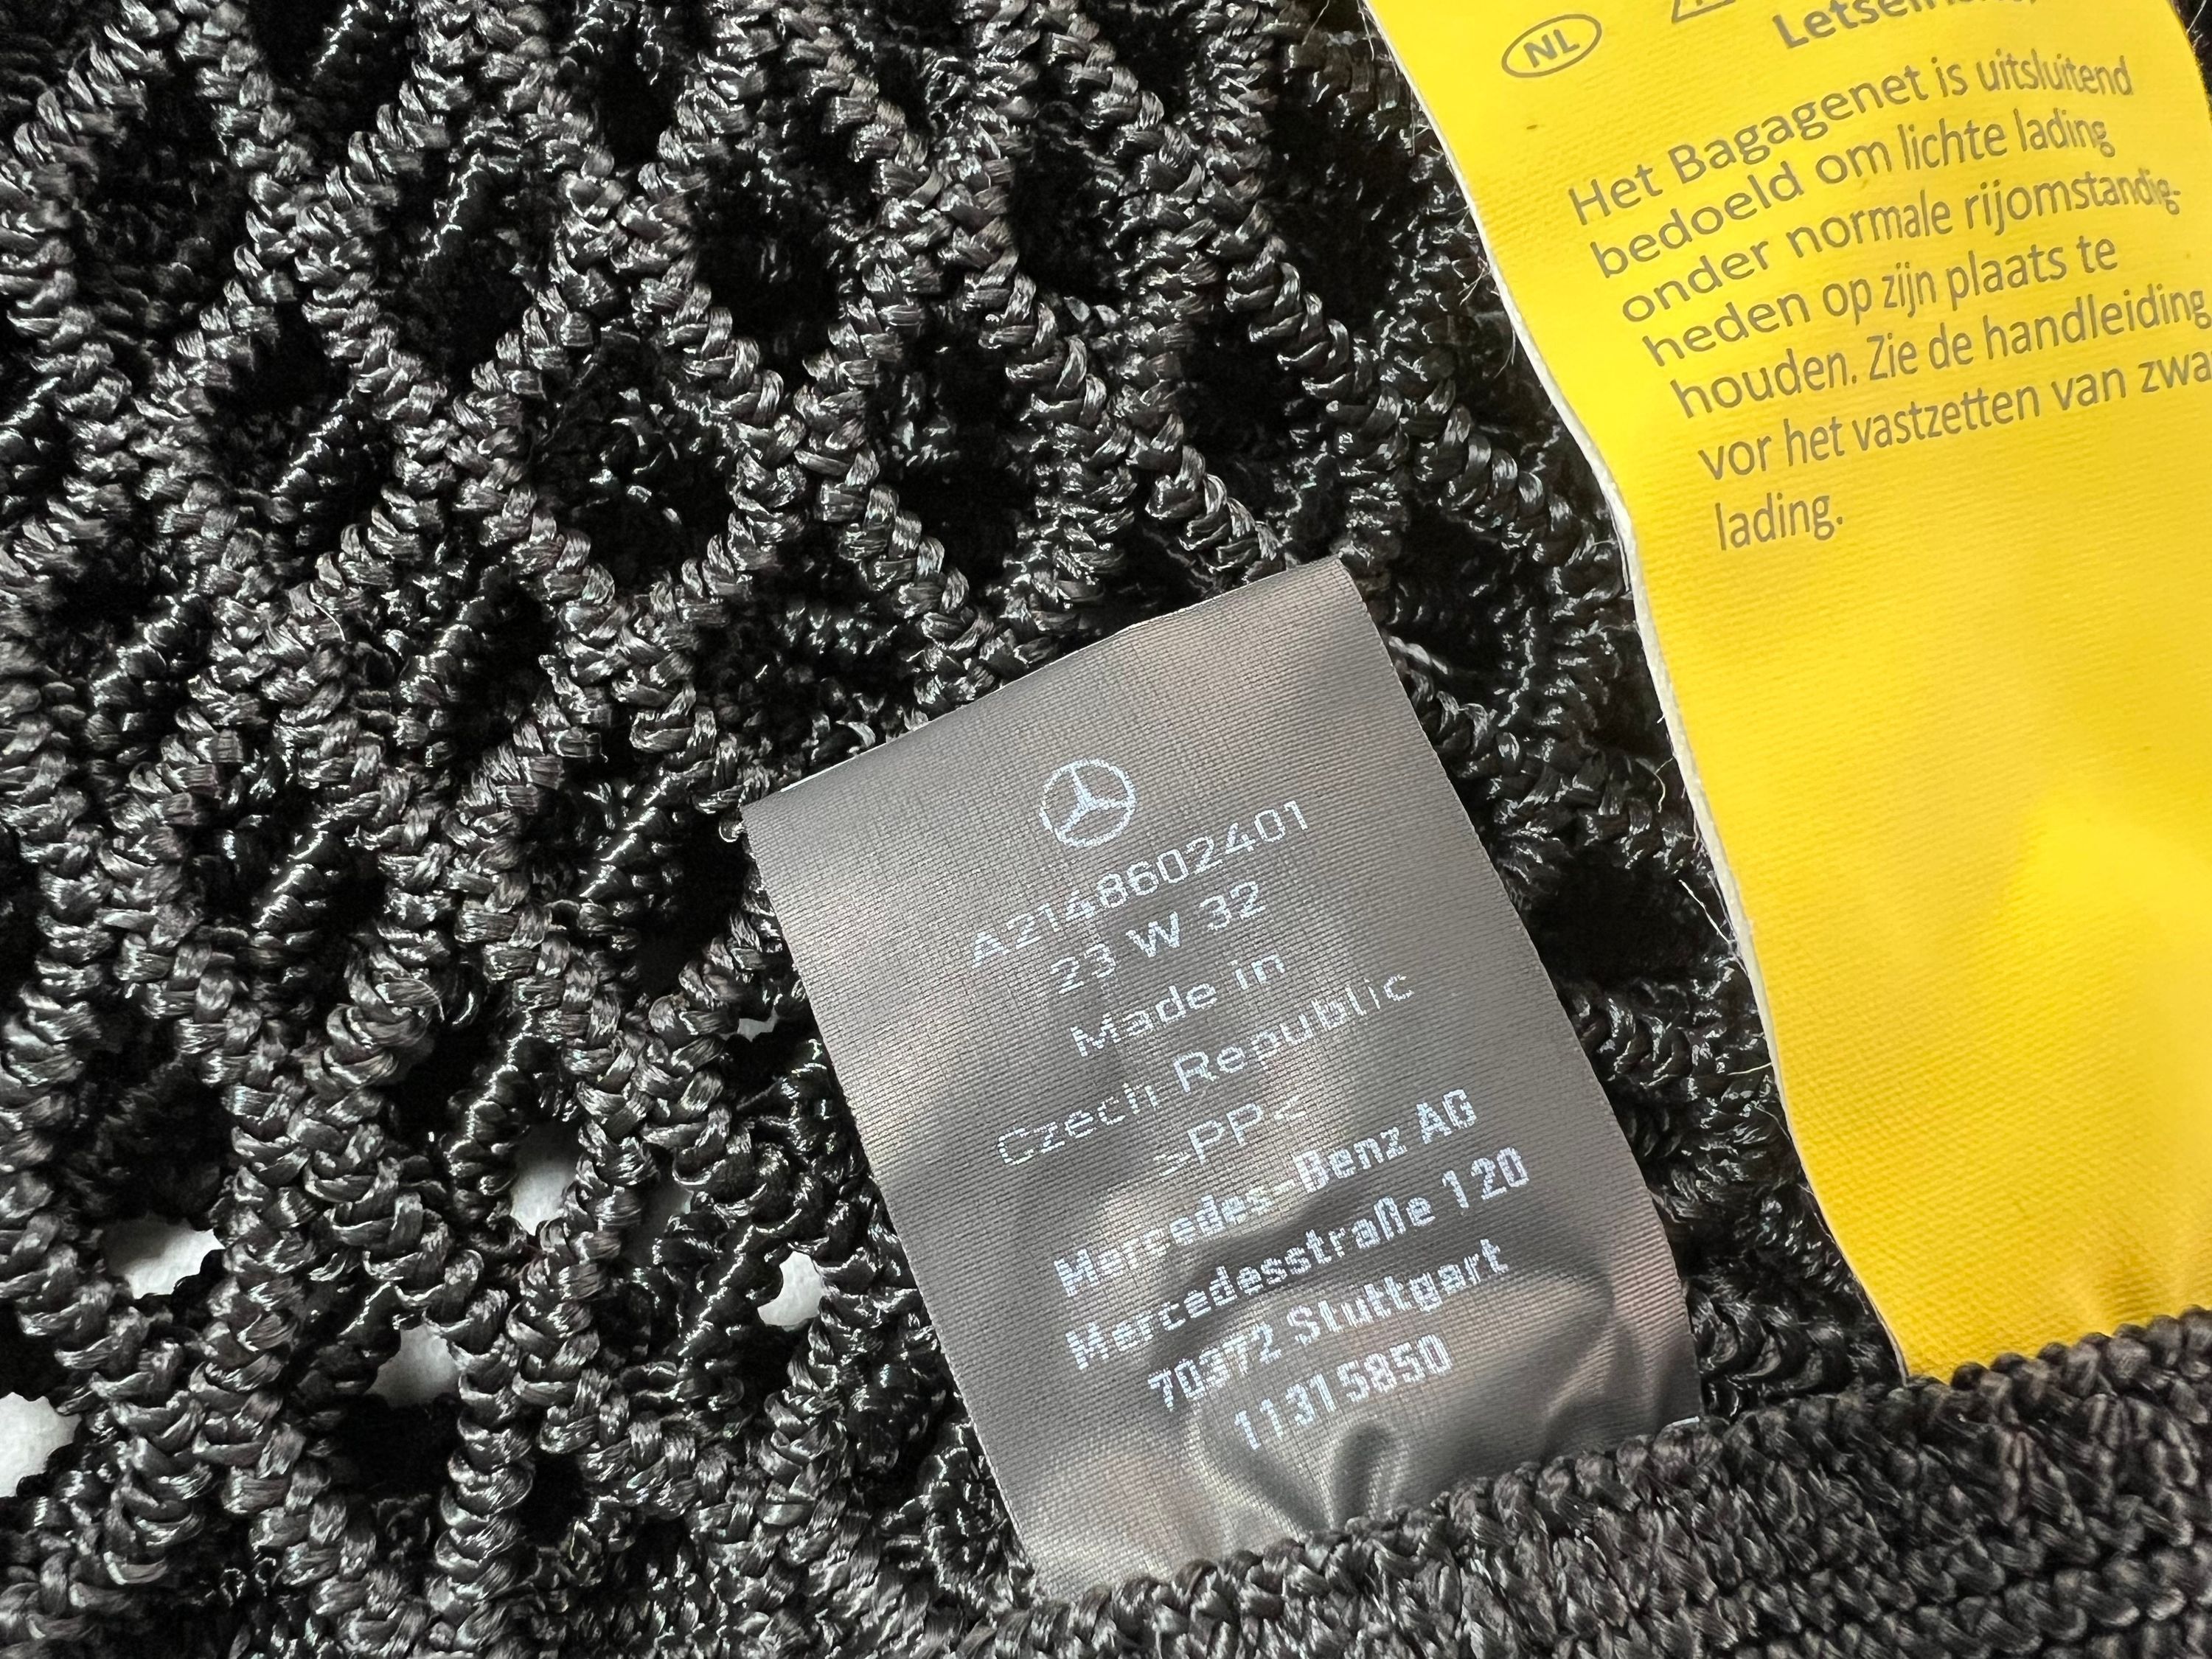 A2148602401
23 W 32
Made in
Czech Republic
>PP<
Mercedes-Benz AG
Mercedesstraße 120
70372 Stuttgart
11315850
NL
Het Bagagenet is uitsluitend
bedoeld om lichte lading
onder normale rijomstandig-
heden op zijn plaats te
houden. Zie de handleiding
vor het vastzetten van
lading.